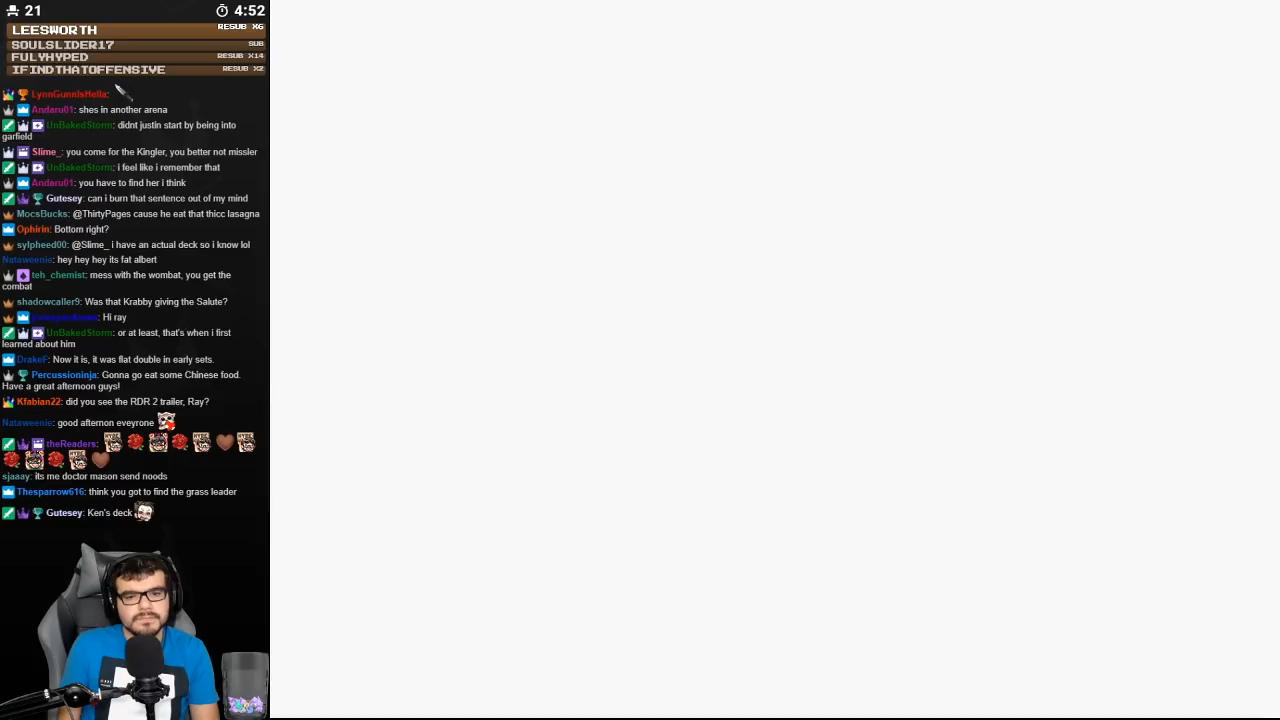 21 4:52
LEESWORTH RESUB X6
SOULSLIDER17 SUB
FULYHYPED RESUB X14
IFINDTHATOFFENSIVE RESUB X2
LynnGunnIsHella:
Andaru01: shes in another arena
UnBakedStorm: didnt justin start by being into
garfield
Slime_: you come for the Kingler, you better not missler
UnBakedStorm: i feel like i remember that
Andaru01: you have to find her i think
Gutesey: can i burn that sentence out of my mind
MocsBucks: @ThirtyPages cause he eat that thicc lasagna
Ophirin: Bottom right?
sylpheed00: @Slime_ i have an actual deck so i know lol
Nataweenie: hey hey hey its fat albert
teh_chemist: mess with the wombat, you get the
combat
shadowcaller9: Was that Krabby giving the Salute?
Hi ray
UnBakedStorm: or at least, that's when i first
learned about him
DrakeF: Now it is, it was flat double in early sets.
Percussioninja: Gonna go eat some Chinese food.
Have a great afternoon guys!
Kfabian22: did you see the RDR 2 trailer, Ray?
Nataweenie: good afternon eveyrone
theReaders:
sjaaay: its me doctor mason send noods
Thesparrow616: think you got to find the grass leader
Gutesey: Ken's deck